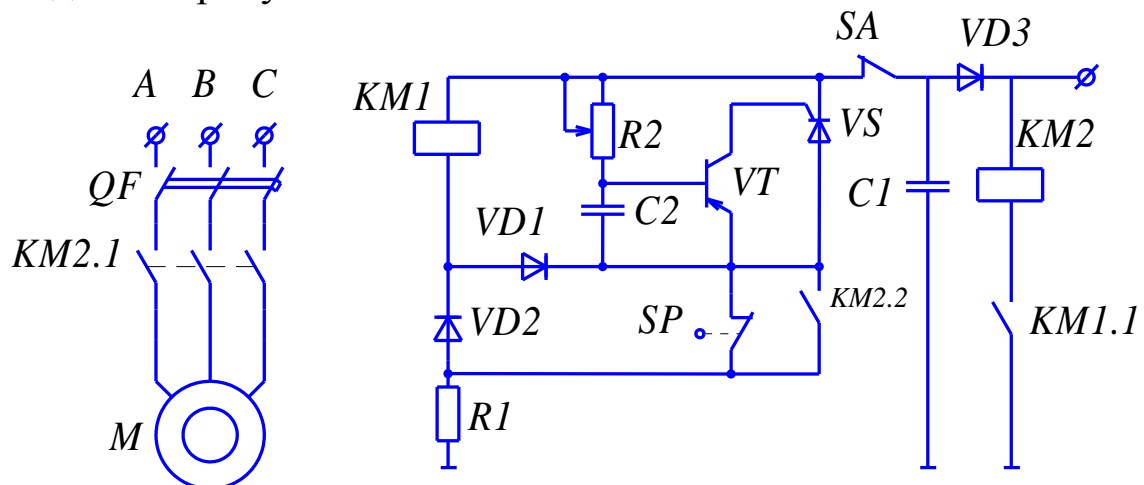 SA VD3
A B C
KM1
R2
VS
KM2
QF
VT
C1
C2
VD1
KM2.1
KM2.2
VD2
SP
KM1.1
R1
M